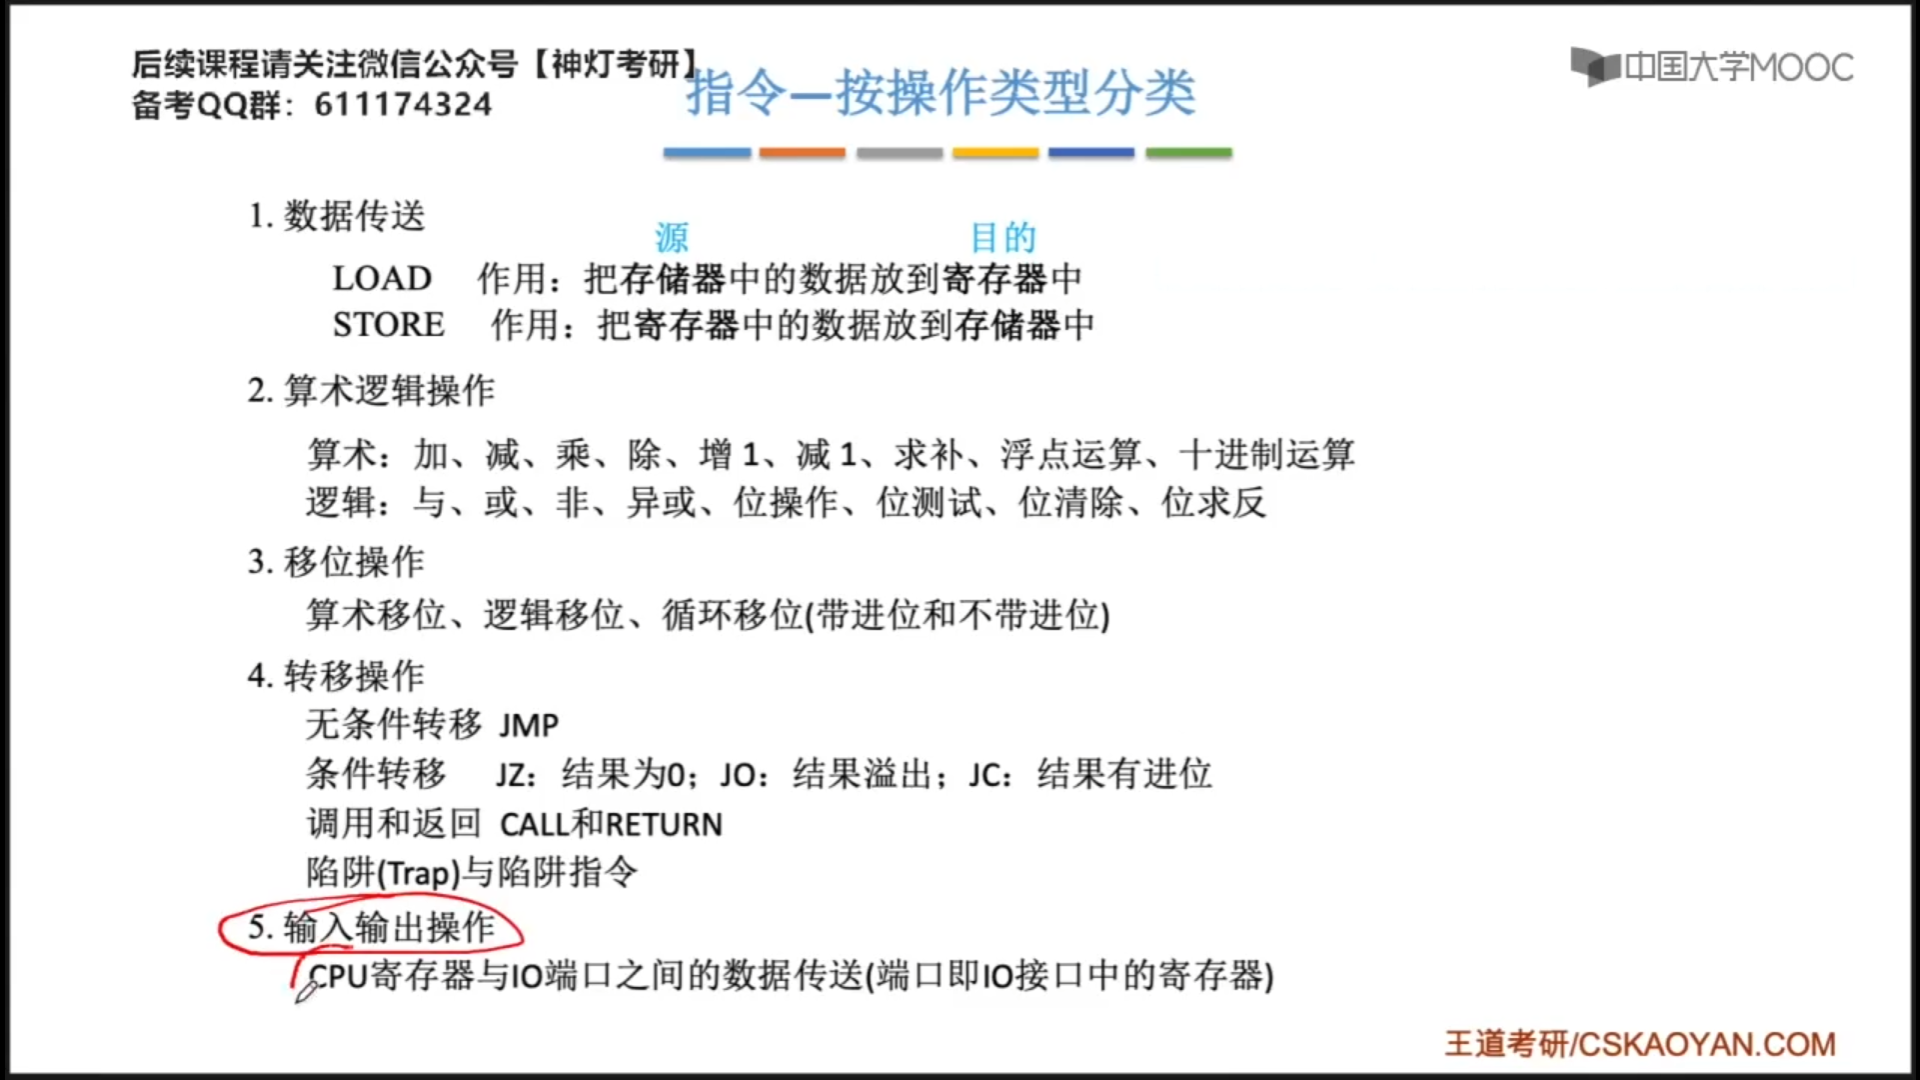 后续课程请关注微信公众号【神灯考研】
备考QQ群：611174324
中国大学MOOC
指令—按操作类型分类
1. 数据传送
源 目的
LOAD 作用：把存储器中的数据放到寄存器中
STORE 作用：把寄存器中的数据放到存储器中
2. 算术逻辑操作
算术：加、减、乘、除、增 1、减 1、求补、浮点运算、十进制运算
逻辑：与、或、非、异或、位操作、位测试、位清除、位求反
3. 移位操作
算术移位、逻辑移位、循环移位(带进位和不带进位)
4. 转移操作
无条件转移 JMP
条件转移 JZ：结果为0；JO：结果溢出；JC：结果有进位
调用和返回 CALL和RETURN
陷阱(Trap)与陷阱指令
5. 输入输出操作
CPU寄存器与IO端口之间的数据传送(端口即IO接口中的寄存器)
王道考研/CSKAOYAN.COM